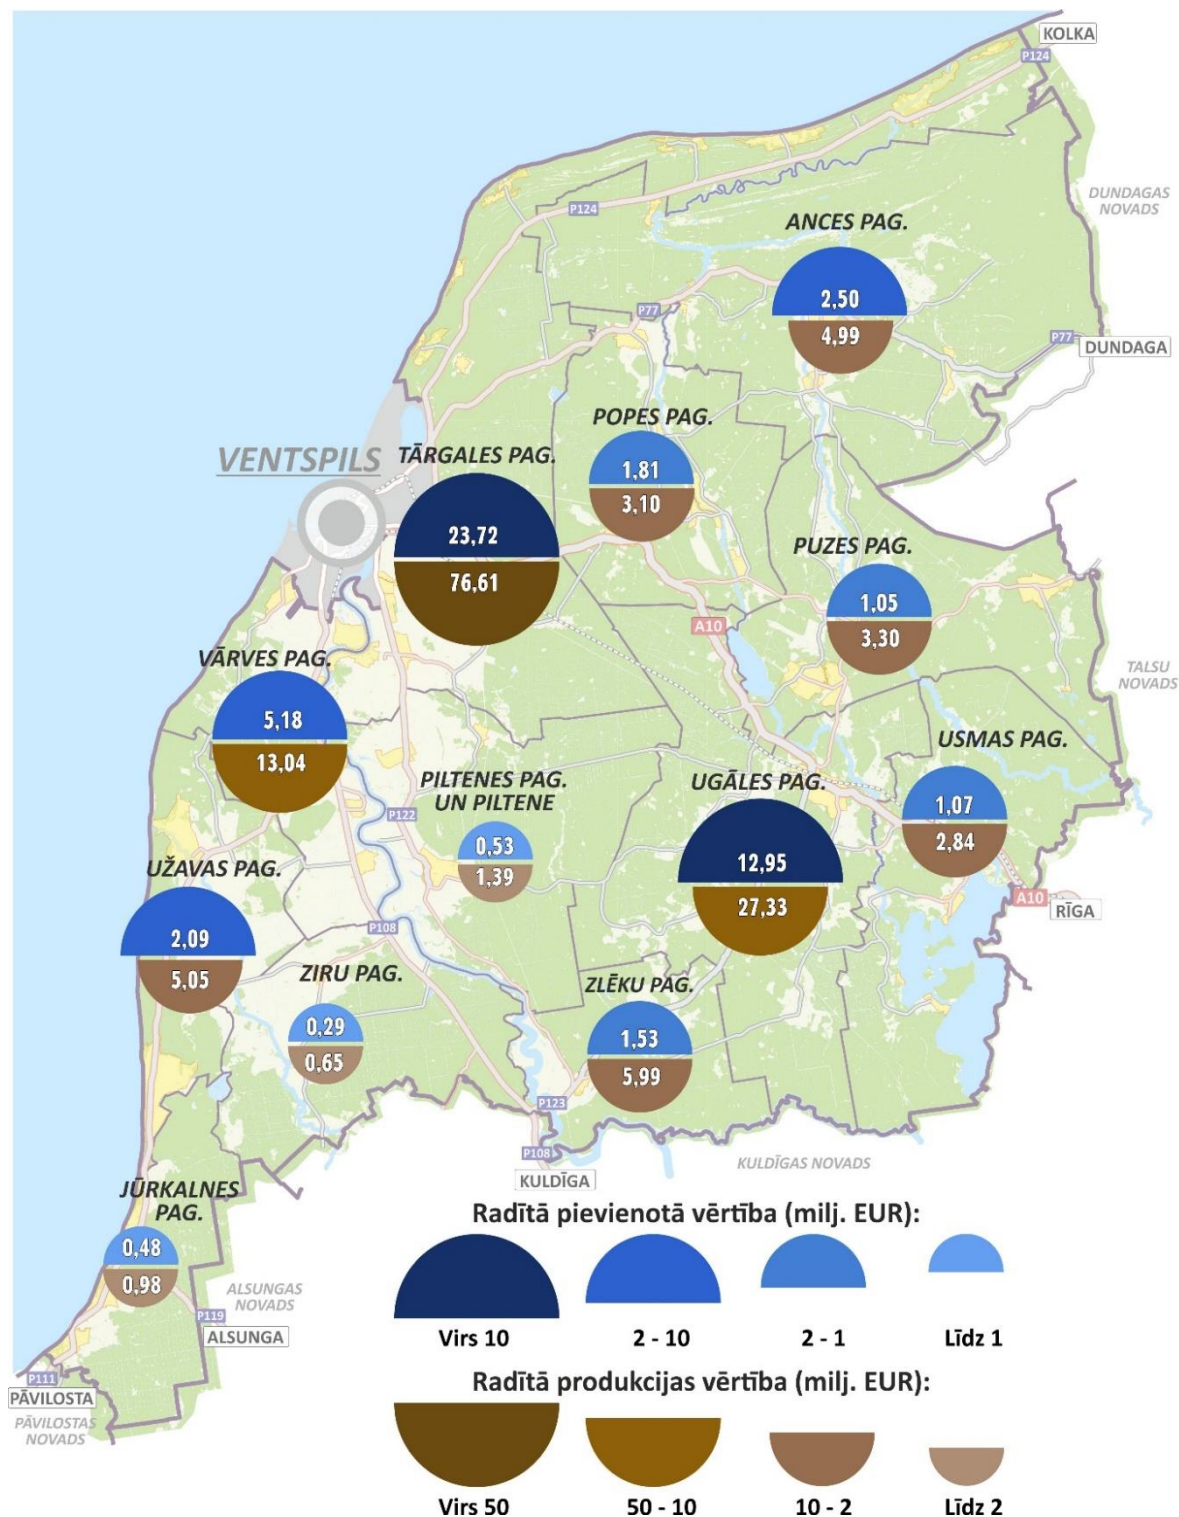 KOLKA
P124
DUNDAGAS
NOVADS
P124
ANCES PAG.
2,50
4,99
P77
P77
DUNDAGA
POPES PAG.
1,81
3,10
VENTSPILS
TĀRGALES PAG.
23,72
76,61
PUZES PAG.
1,05
3,30
A10
VĀRVES PAG.
5,18
13,04
TALSU
NOVADS
USMAS PAG.
1,07
2,84
PILTENES PAG.
UN PILTENE
0,53
1,39
P122
UGĀLES PAG.
12,95
27,33
UŽAVAS PAG.
2,09
5,05
A10
RĪGA
P108
ZIRU PAG.
0,29
0,65
ZLĒKU PAG.
1,53
5,99
P123
P108
KULDĪGA
KULDĪGAS NOVADS
JŪRKALNES
PAG.
0,48
0,98
ALSUNGAS
NOVADS
P119
ALSUNGA
P111
PĀVILOSTA
PĀVILOSTAS
NOVADS
Radītā pievienotā vērtība (milj. EUR):
Virs 10 2 - 10 2 - 1 Līdz 1
Radītā produkcijas vērtība (milj. EUR):
Virs 50 50 - 10 10 - 2 Līdz 2